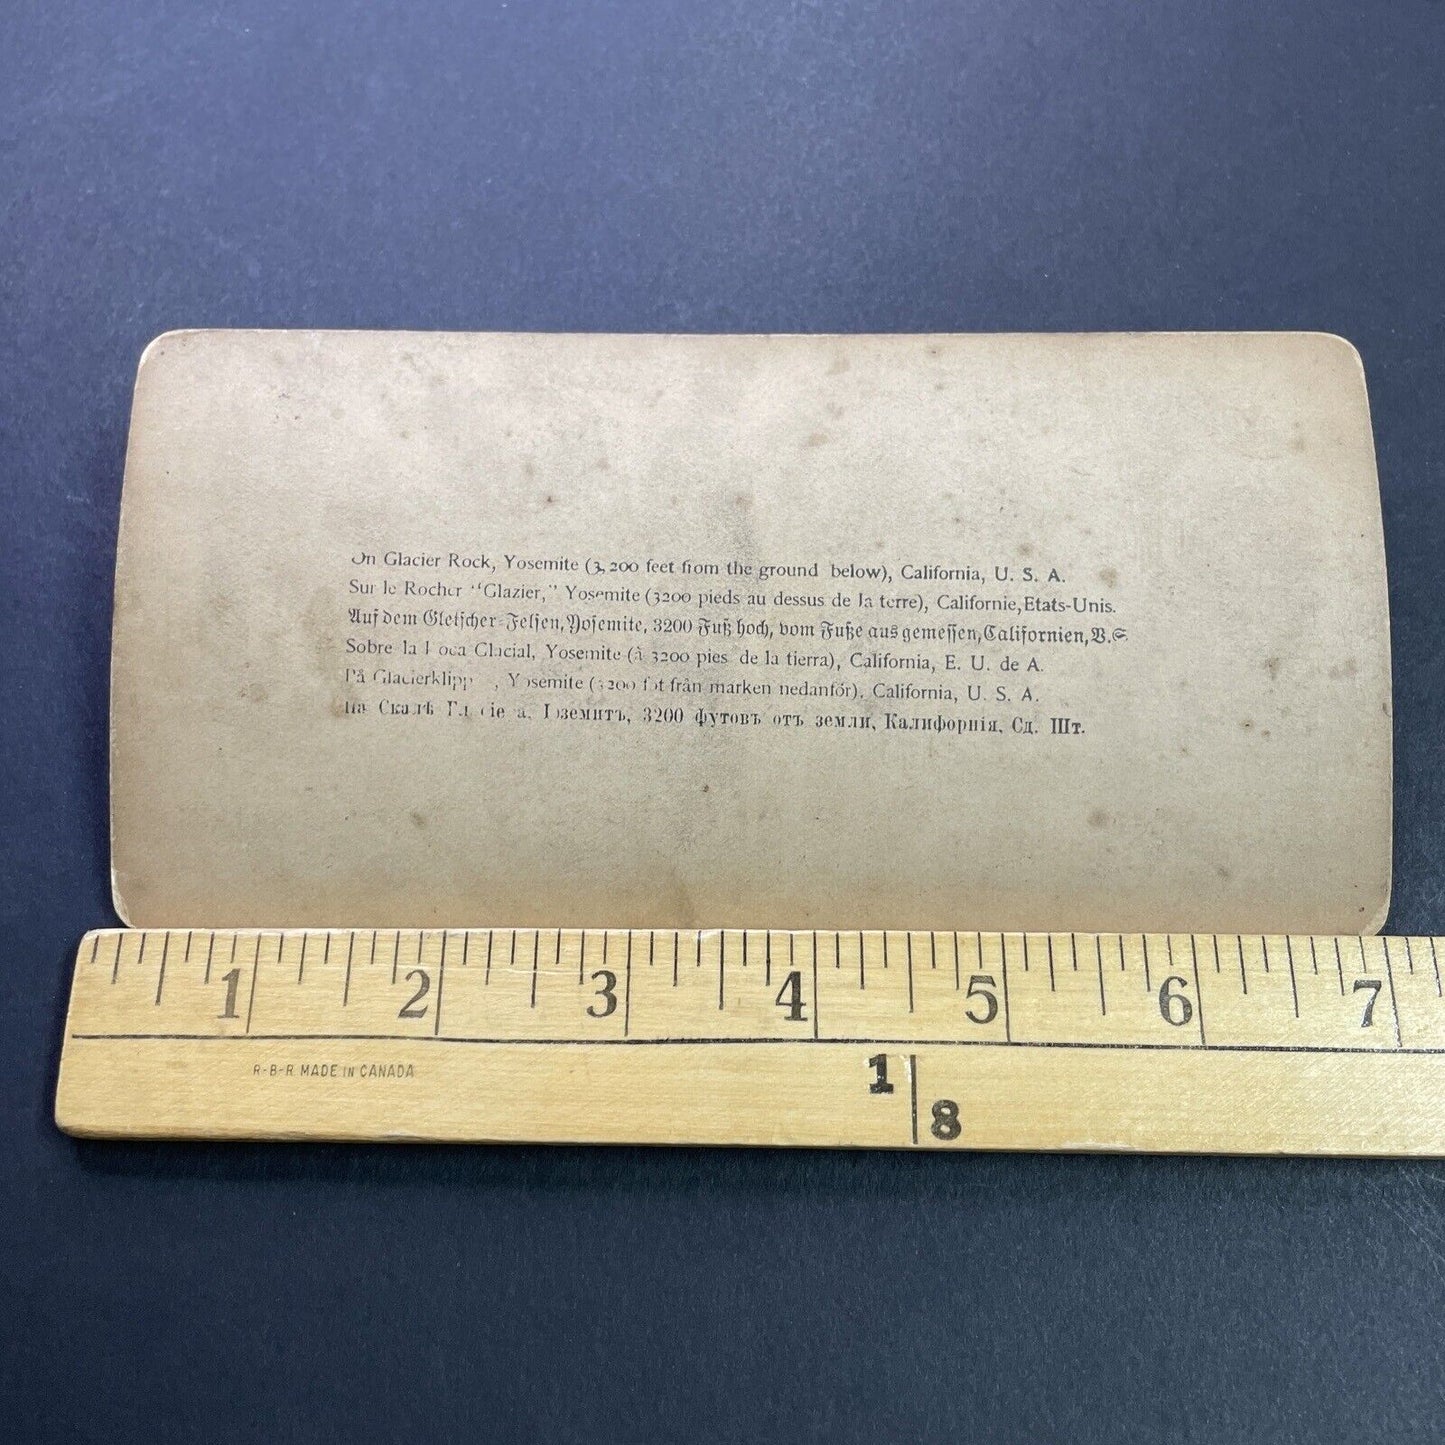 On Glacier Rock, Yosemite (3,200 feet from the ground below), California, U. S. A.
Sur le Rocher "Glazier," Yosemite (3200 pieds au dessus de la terre), Californie, Etats-Unis.
Auf dem Gletscher-Felsen, Yosemite, 3200 Fuß hoch, vom Fuße aus gemessen, Californien, V. S.
Sobre la Roca Glacial, Yosemite (à 3200 pies de la tierra), California, E. U. de A.
På Yosemite (3200 fot från marken nedanför), California, U. S. A.
На Скалѣ 3200 футовъ отъ земли, Калифорнія, Сд. Шт.
1 2 3 4 5 6 7
R-B-R MADE IN CANADA
1 8